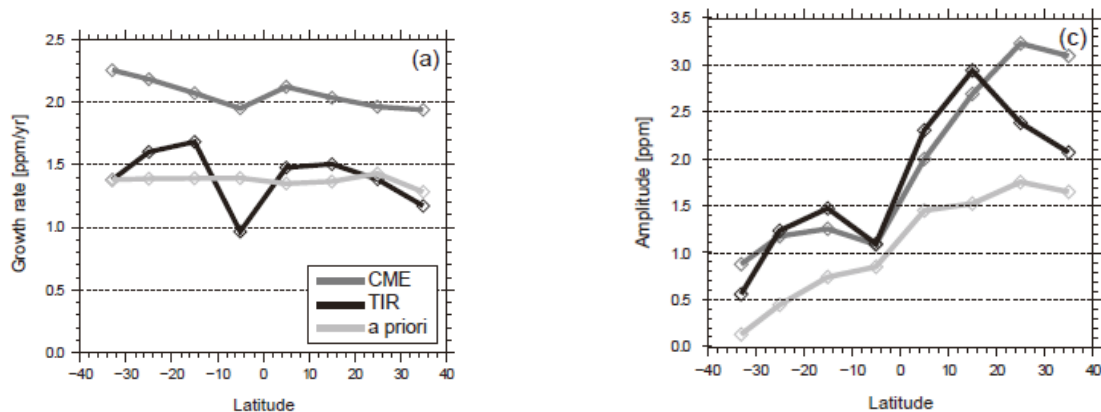 (a)
Growth rate [ppm/yr]
2.5
2.0
1.5
1.0
0.5
0.0
CME
TIR
a priori
−40 −30 −20 −10 0 10 20 30 40
Latitude
(c)
Amplitude [ppm]
3.5
3.0
2.5
2.0
1.5
1.0
0.5
0.0
−40 −30 −20 −10 0 10 20 30 40
Latitude